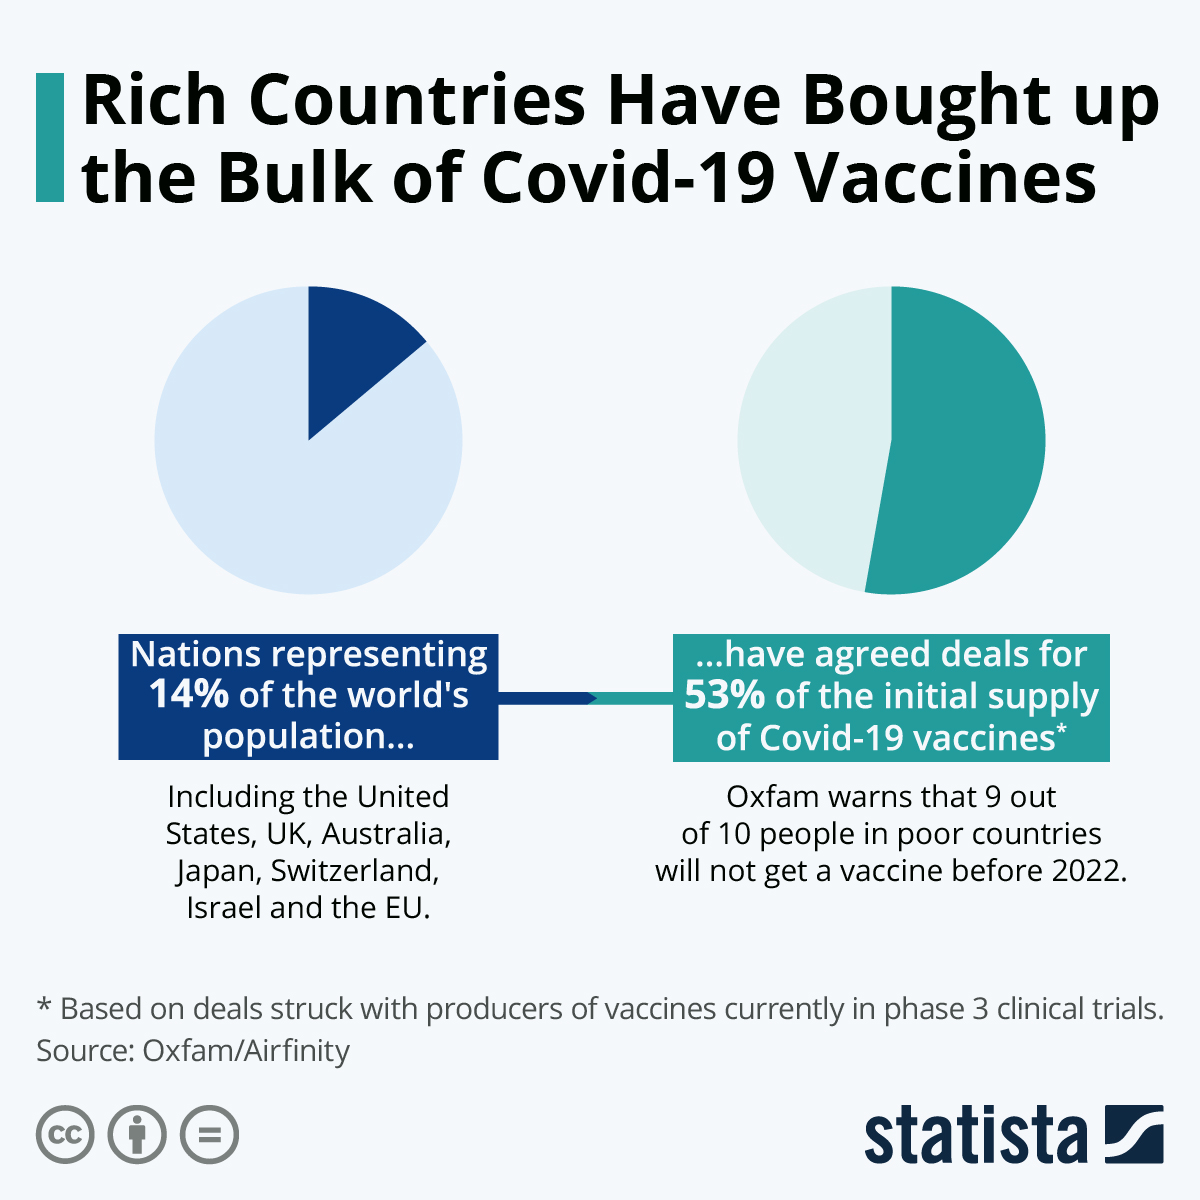 Rich Countries Have Bought up
the Bulk of Covid-19 Vaccines
Nations representing
14% of the world's
population...
Including the United
States, UK, Australia,
Japan, Switzerland,
Israel and the EU.
...have agreed deals for
53% of the initial supply
of Covid-19 vaccines*
Oxfam warns that 9 out
of 10 people in poor countries
will not get a vaccine before 2022.
* Based on deals struck with producers of vaccines currently in phase 3 clinical trials.
Source: Oxfam/Airfinity
cc
statista